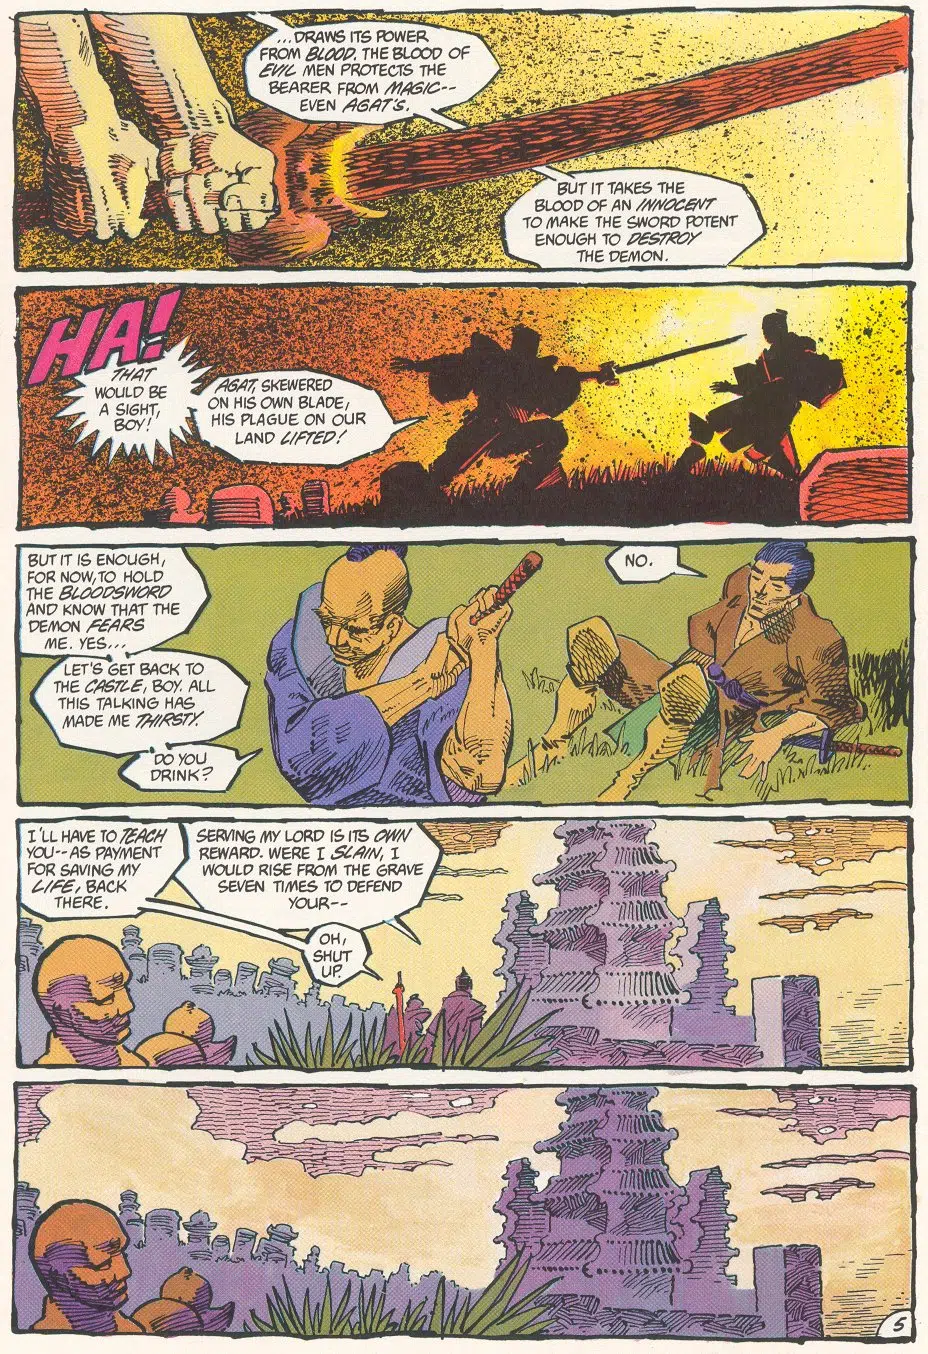 ...DRAWS ITS POWER
FROM BLOOD. THE BLOOD OF
EVIL MEN PROTECTS THE
BEARER FROM MAGIC--
EVEN AGAT'S.
BUT IT TAKES THE
BLOOD OF AN INNOCENT
TO MAKE THE SWORD POTENT
ENOUGH TO DESTROY
THE DEMON.
HA!
THAT
WOULD BE
A SIGHT,
BOY!
AGAT, SKEWERED
ON HIS OWN BLADE,
HIS PLAGUE ON OUR
LAND LIFTED!
BUT IT IS ENOUGH,
FOR NOW, TO HOLD
THE BLOODSWORD
AND KNOW THAT THE
DEMON FEARS
ME. YES...
LET'S GET BACK TO
THE CASTLE, BOY. ALL
THIS TALKING HAS
MADE ME THIRSTY.
DO YOU
DRINK?
NO.
I'LL HAVE TO TEACH
YOU--AS PAYMENT
FOR SAVING MY
LIFE, BACK
THERE.
SERVING MY LORD IS ITS OWN
REWARD. WERE I SLAIN, I
WOULD RISE FROM THE GRAVE
SEVEN TIMES TO DEFEND
YOUR--
OH,
SHUT
UP.
5